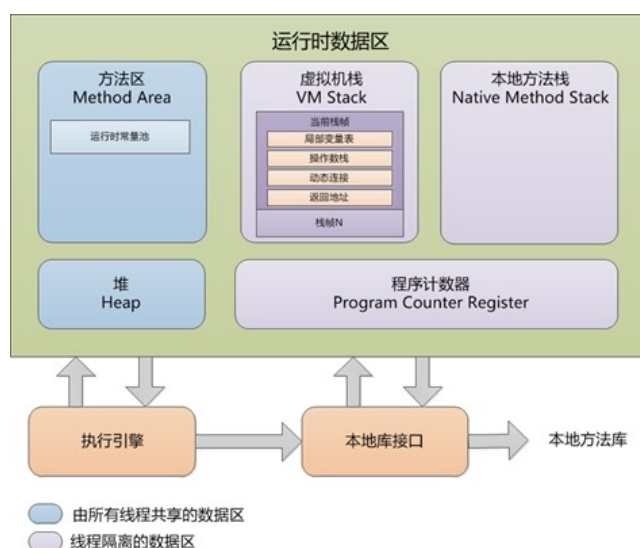 运行时数据区
方法区
Method Area
运行时常量池
虚拟机栈
VM Stack
当前栈帧
局部变量表
操作数栈
动态连接
返回地址
栈帧N
本地方法栈
Native Method Stack
堆
Heap
程序计数器
Program Counter Register
执行引擎
本地库接口
本地方法库
由所有线程共享的数据区
线程隔离的数据区